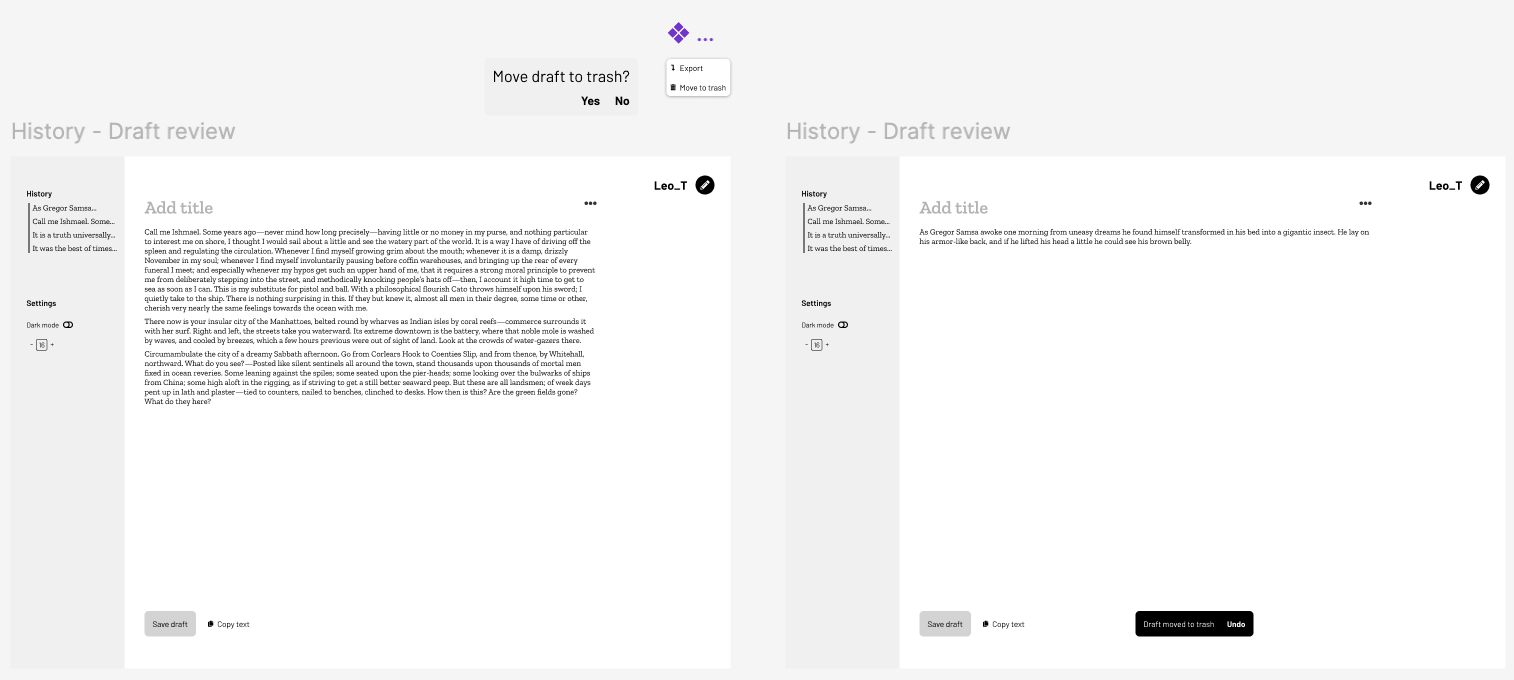 ...
Move draft to trash?
Yes No
Export
Move to trash
History - Draft review
History
As Gregor Samsa...
Call me Ishmael. Some...
It is a truth universally...
It was the best of times...
Settings
Dark mode
- 16 +
Leo_T
•••
Add title
Call me Ishmael. Some years ago—never mind how long precisely—having little or no money in my purse, and nothing particular
to interest me on shore, I thought I would sail about a little and see the watery part of the world. It is a way I have of driving off the
spleen and regulating the circulation. Whenever I find myself growing grim about the mouth; whenever it is a damp, drizzly
November in my soul; whenever I find myself involuntarily pausing before coffin warehouses, and bringing up the rear of every
funeral I meet; and especially whenever my hypos get such an upper hand of me, that it requires a strong moral principle to prevent
me from deliberately stepping into the street, and methodically knocking people's hats off—then, I account it high time to get to
sea as soon as I can. This is my substitute for pistol and ball. With a philosophical flourish Cato throws himself upon his sword; I
quietly take to the ship. There is nothing surprising in this. If they but knew it, almost all men in their degree, some time or other,
cherish very nearly the same feelings towards the ocean with me.
There now is your insular city of the Manhattoes, belted round by wharves as Indian isles by coral reefs—commerce surrounds it
with her surf. Right and left, the streets take you waterward. Its extreme downtown is the battery, where that noble mole is washed
by waves, and cooled by breezes, which a few hours previous were out of sight of land. Look at the crowds of water-gazers there.
Circumambulate the city of a dreamy Sabbath afternoon. Go from Corlears Hook to Coenties Slip, and from thence, by Whitehall,
northward. What do you see?—Posted like silent sentinels all around the town, stand thousands upon thousands of mortal men
fixed in ocean reveries. Some leaning against the spiles; some seated upon the pier-heads; some looking over the bulwarks of ships
from China; some high aloft in the rigging, as if striving to get a still better seaward peep. But these are all landsmen; of week days
pent up in lath and plaster—tied to counters, nailed to benches, clinched to desks. How then is this? Are the green fields gone?
What do they here?
Save draft
Copy text
History - Draft review
History
As Gregor Samsa...
Call me Ishmael. Some...
It is a truth universally...
It was the best of times...
Settings
Dark mode
- 16 +
Leo_T
•••
Add title
As Gregor Samsa awoke one morning from uneasy dreams he found himself transformed in his bed into a gigantic insect. He lay on
his armor-like back, and if he lifted his head a little he could see his brown belly.
Save draft
Copy text
Draft moved to trash Undo